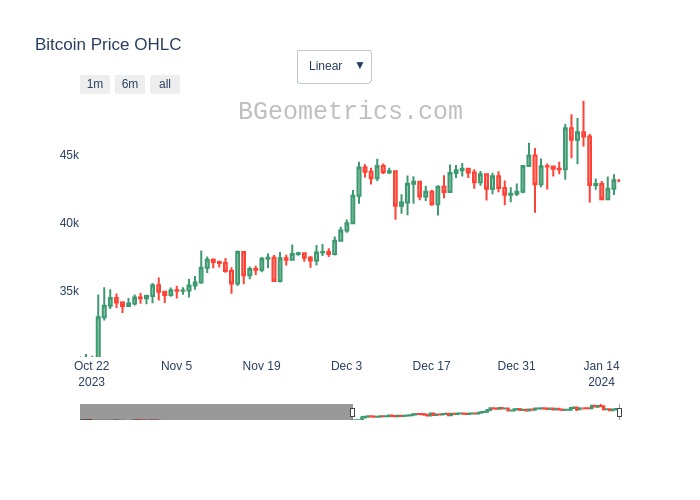 Bitcoin Price OHLC
Linear ▼
1m 6m all
BGeometrics.com
45k
40k
35k
Oct 22 Nov 5 Nov 19 Dec 3 Dec 17 Dec 31 Jan 14
2023 2024